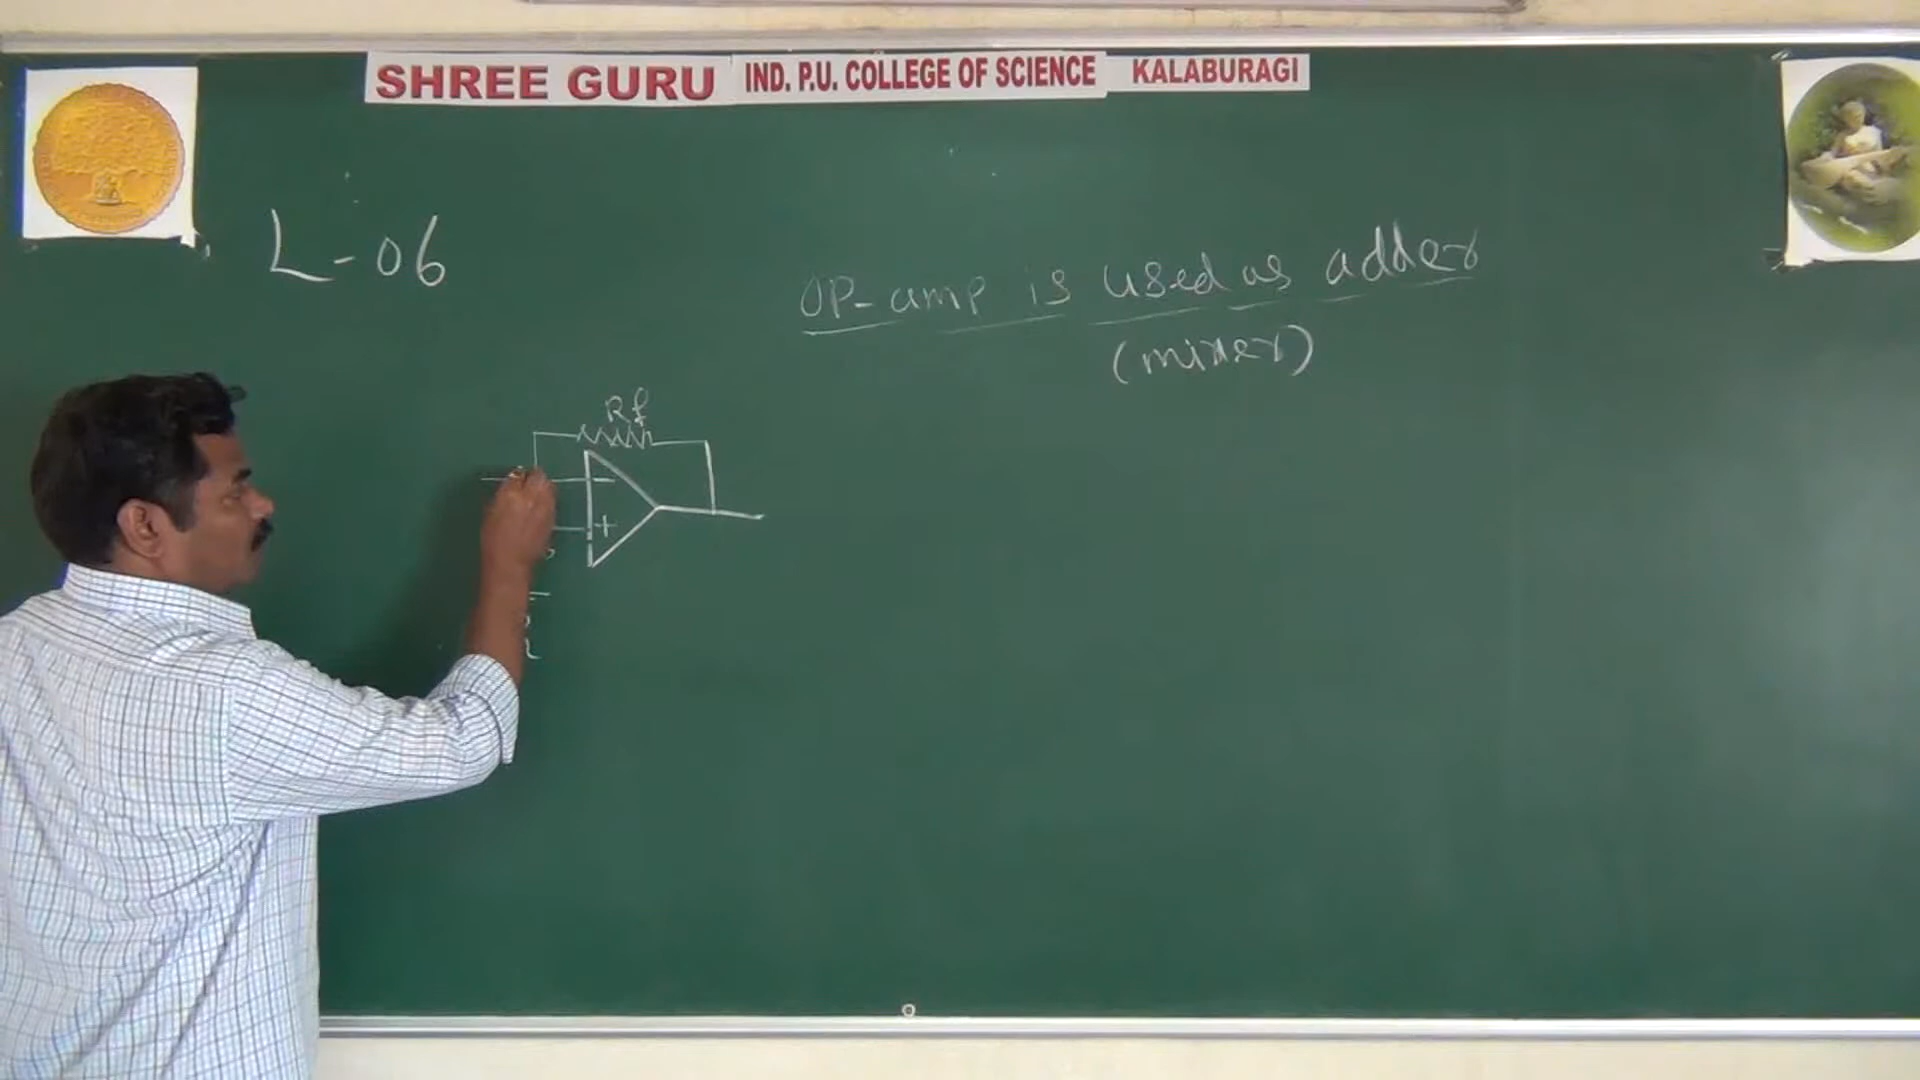 SHREE GURU IND. P.U. COLLEGE OF SCIENCE KALABURAGI
L-06
OP-amp is used as adder
(mixer)
Rf
+